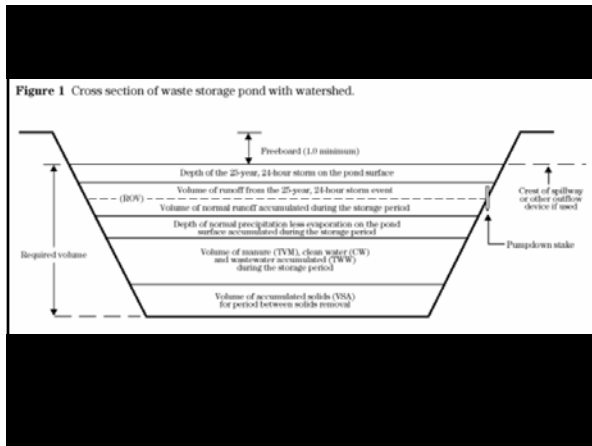 Figure 1 Cross section of waste storage pond with watershed.
Freeboard (1.0 minimum)
Depth of the 25-year, 24-hour storm on the pond surface
Volume of runoff from the 25-year, 24-hour storm event
(ROV)
Volume of normal runoff accumulated during the storage period
Crest of spillway
or other outflow
device if used
Depth of normal precipitation less evaporation on the pond
surface accumulated during the storage period
Pumpdown stake
Required volume
Volume of manure (TVM), clean water (CW)
and wastewater accumulated (TWW)
during the storage period
Volume of accumulated solids (VSA)
for period between solids removal